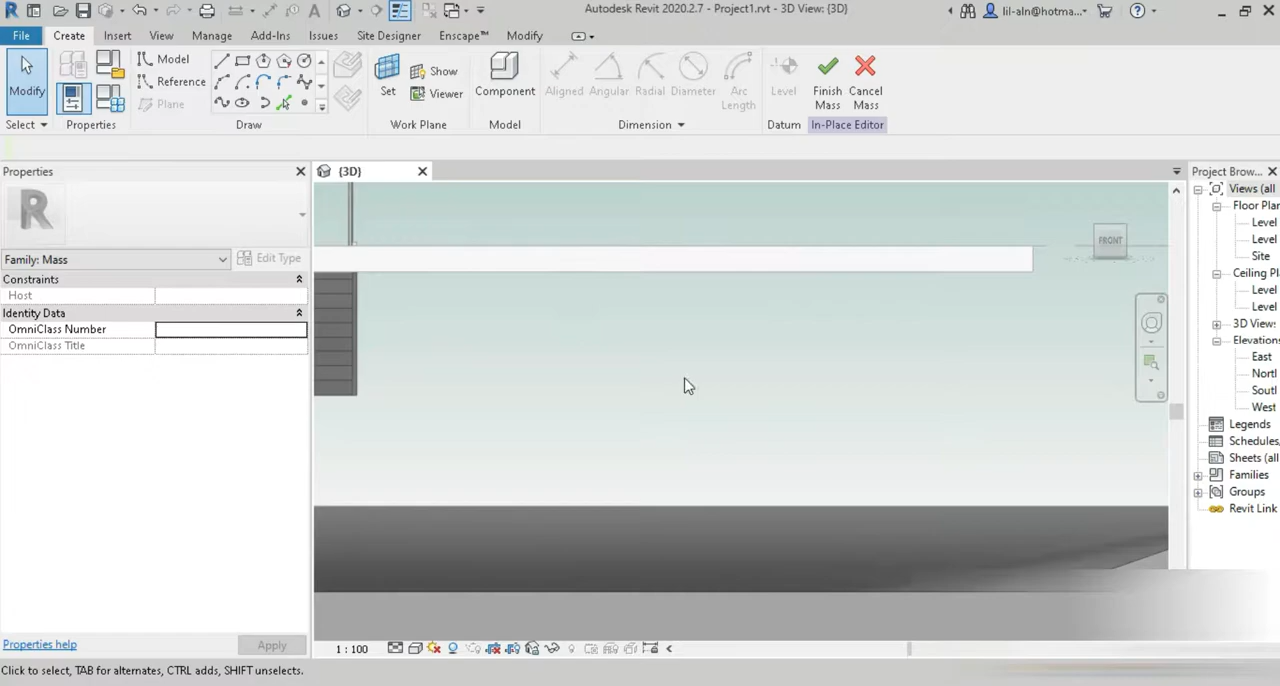 Autodesk Revit 2020.2.7 - Project1.rvt - 3D View: {3D}
lil-aln@hotma...
File Create Insert View Manage Add-Ins Issues Site Designer Enscape™ Modify
Modify
Select
Properties
Model
Reference
Plane
Draw
Set
Show
Viewer
Work Plane
Component
Model
Aligned Angular Radial Diameter Arc Length
Dimension
Level
Datum
Finish Mass
Cancel Mass
In-Place Editor
Properties
R
Family: Mass
Edit Type
Constraints
Host
Identity Data
OmniClass Number
OmniClass Title
Properties help
Apply
{3D}
FRONT
1 : 100
Project Brow...
Views (all
Floor Plan
Level
Level
Site
Ceiling Pl
Level
Level
3D View:
Elevations
East
Nortl
Soutl
West
Legends
Schedules,
Sheets (all
Families
Groups
Revit Link
Click to select, TAB for alternates, CTRL adds, SHIFT unselects.